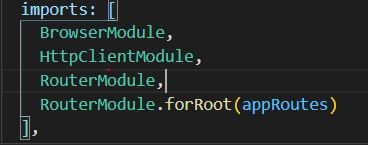 imports: [
BrowserModule,
HttpClientModule,
RouterModule,
RouterModule.forRoot(appRoutes)
],